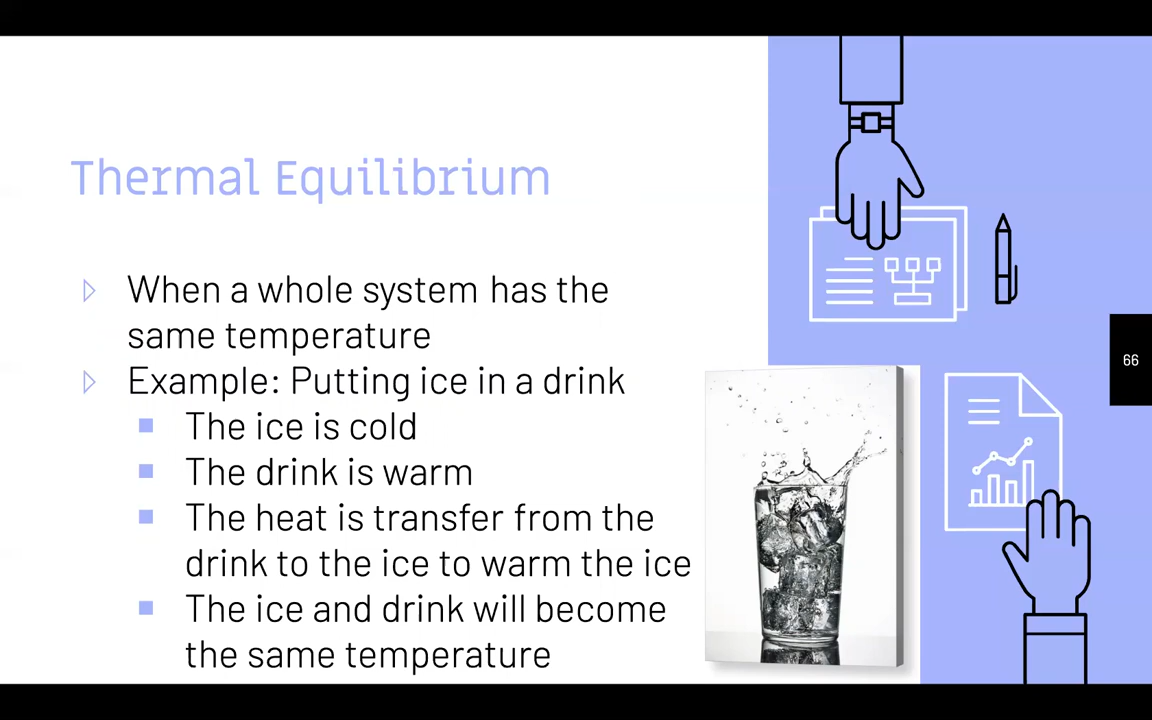 Thermal Equilibrium
When a whole system has the
same temperature
Example: Putting ice in a drink
The ice is cold
The drink is warm
The heat is transfer from the
drink to the ice to warm the ice
The ice and drink will become
the same temperature
66